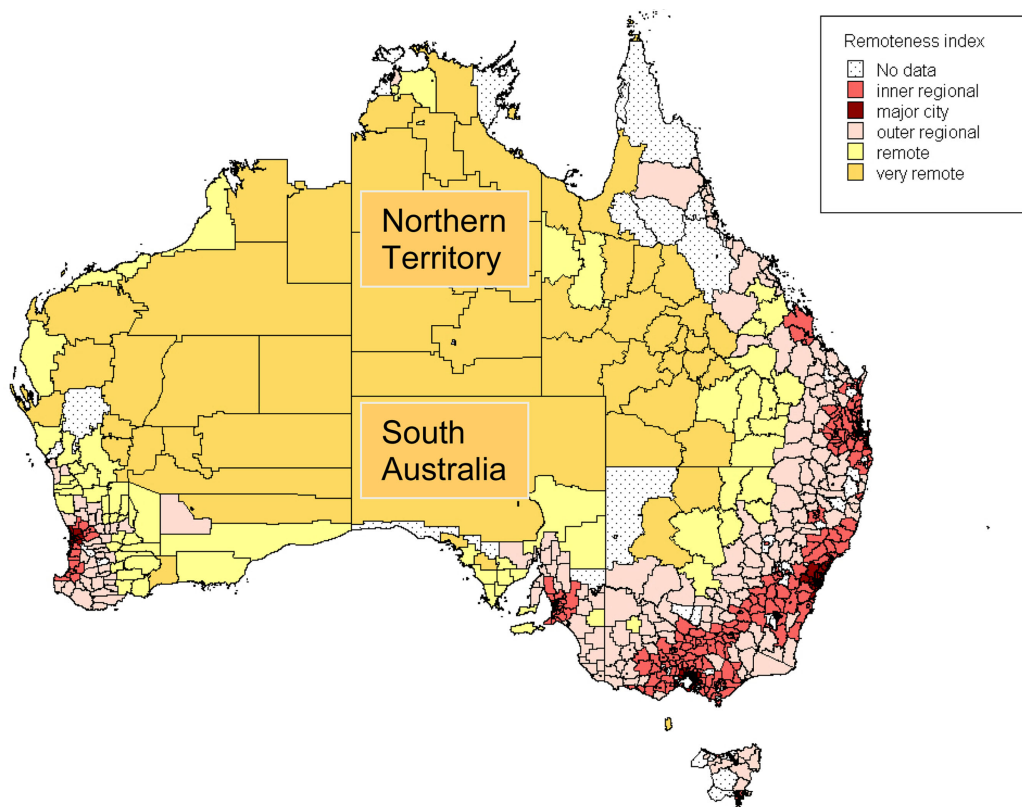 Remoteness index
No data
inner regional
major city
outer regional
remote
very remote
Northern
Territory
South
Australia